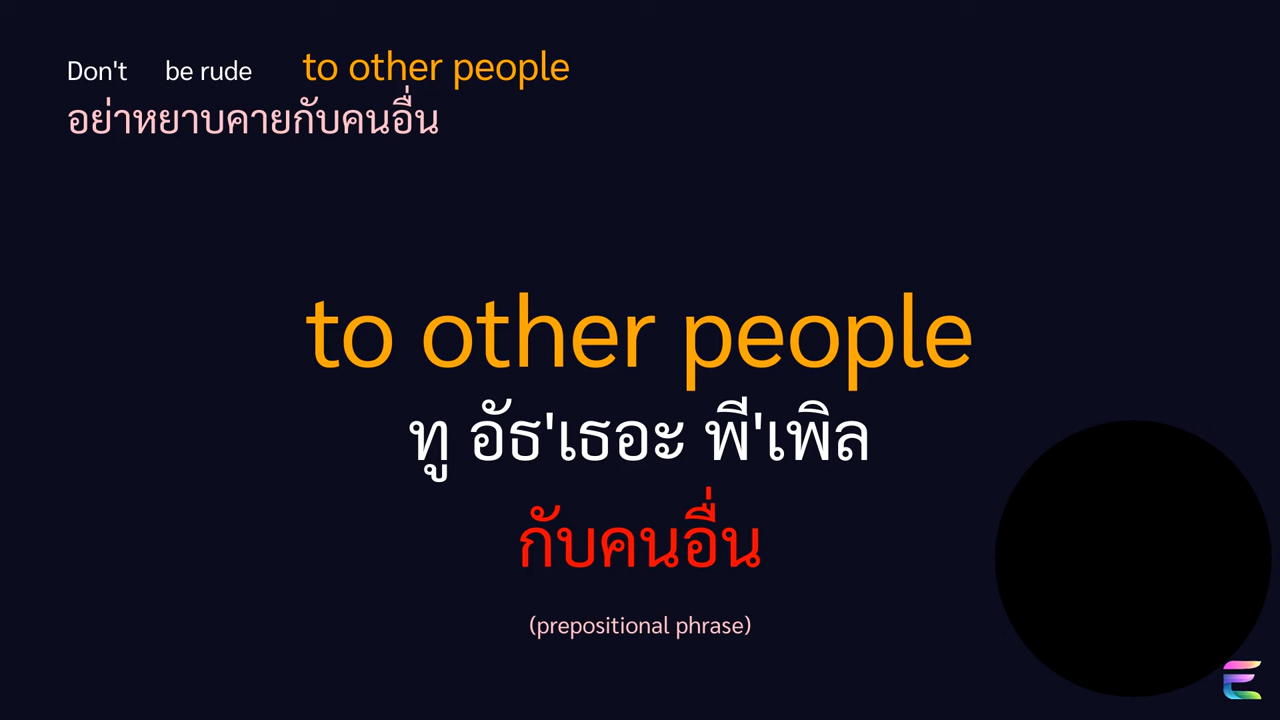 Don't be rude to other people
อย่าหยาบคายกับคนอื่น
to other people
ทู อัธ'เธอะ พี'เพิล
กับคนอื่น
(prepositional phrase)